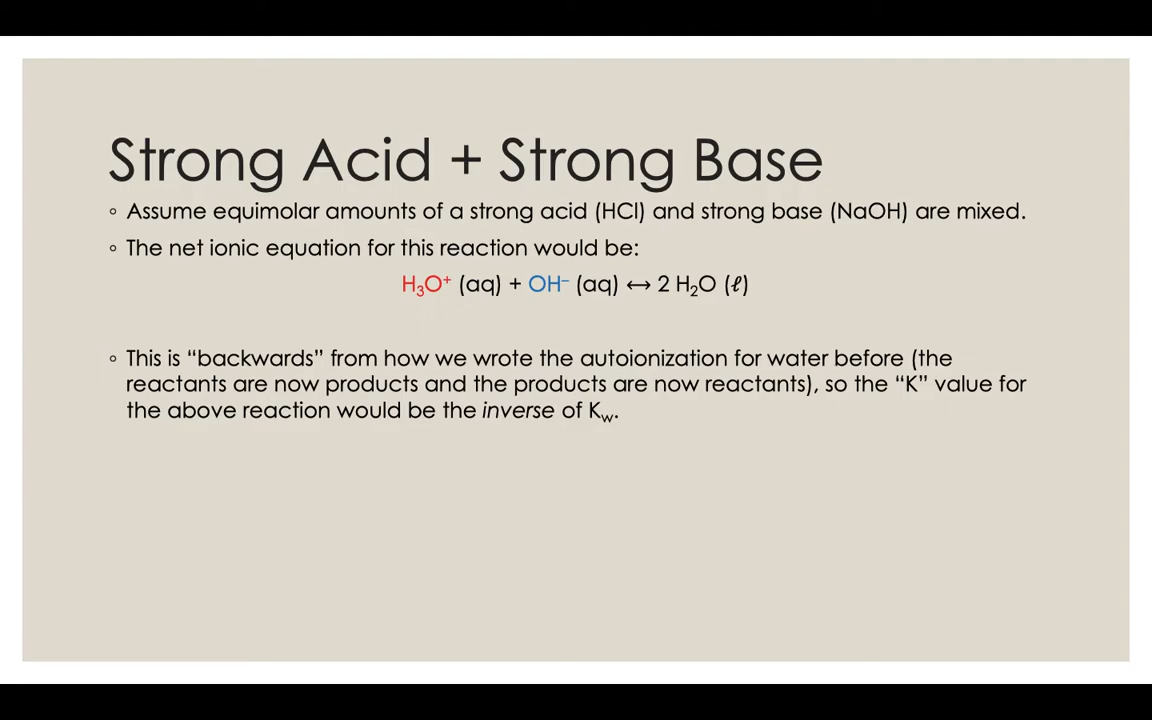 Strong Acid + Strong Base
◦ Assume equimolar amounts of a strong acid (HCl) and strong base (NaOH) are mixed.
◦ The net ionic equation for this reaction would be:
H₃O⁺ (aq) + OH⁻ (aq) ↔ 2 H₂O (ℓ)
◦ This is “backwards” from how we wrote the autoionization for water before (the
reactants are now products and the products are now reactants), so the “K” value for
the above reaction would be the inverse of K_w.